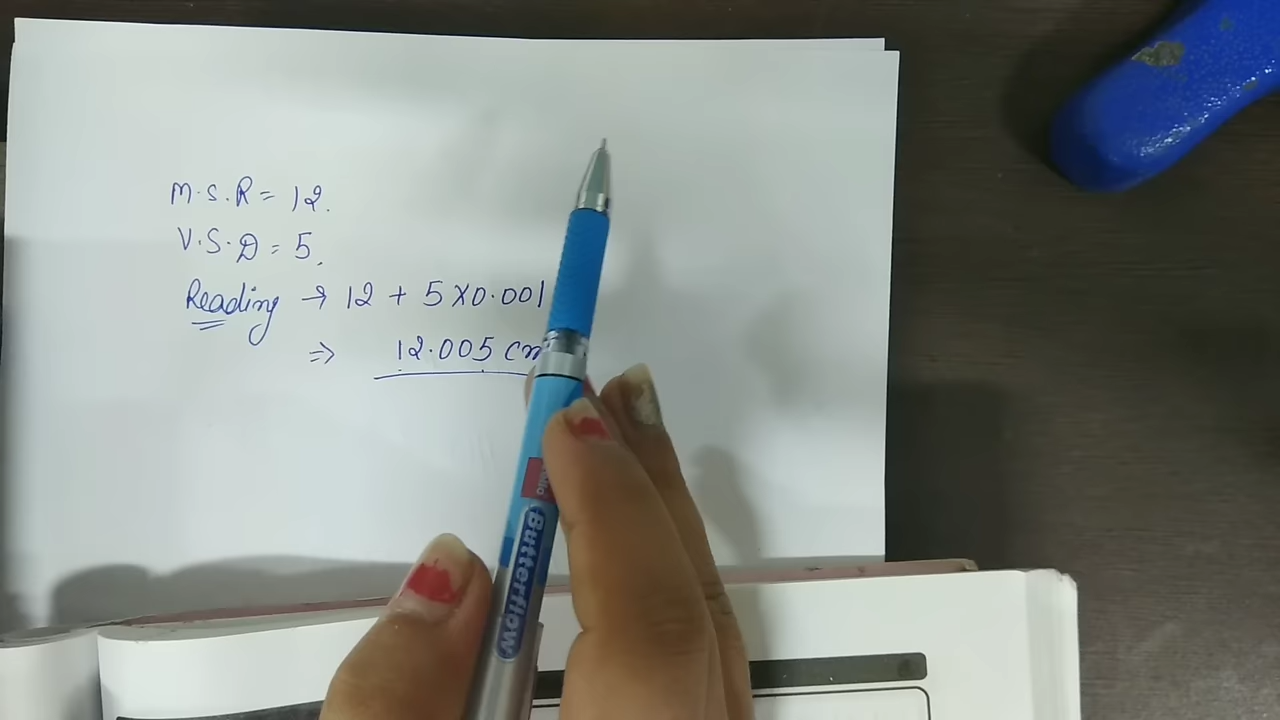 M.S.R = 12.
V.S.D = 5.
Reading → 12 + 5 X 0.001
⇒ 12.005 cm
Butterflow